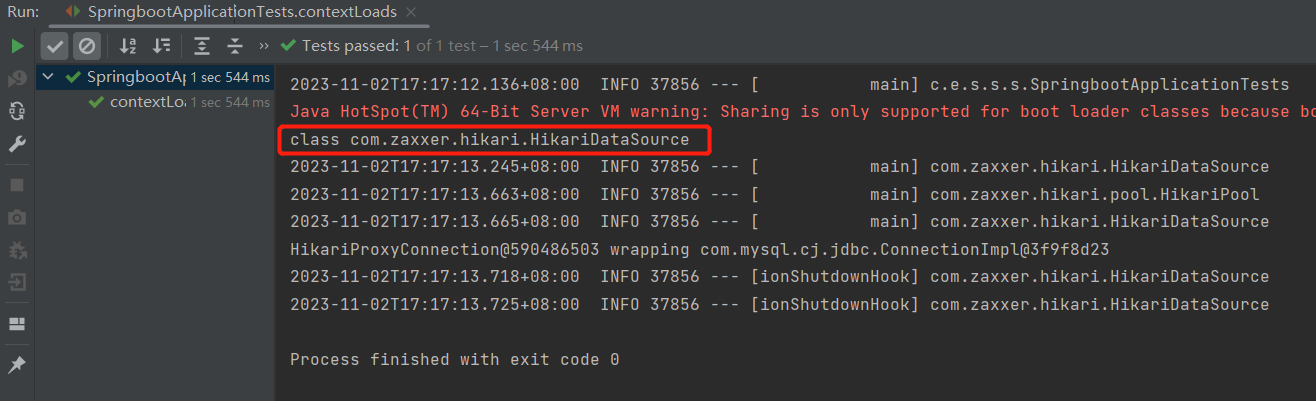 Run: SpringbootApplicationTests.contextLoads
Tests passed: 1 of 1 test – 1 sec 544 ms
SpringbootAp 1 sec 544 ms
contextLoa 1 sec 544 ms
2023-11-02T17:17:12.136+08:00  INFO 37856 --- [           main] c.e.s.s.s.SpringbootApplicationTests
Java HotSpot(TM) 64-Bit Server VM warning: Sharing is only supported for boot loader classes because bo
class com.zaxxer.hikari.HikariDataSource
2023-11-02T17:17:13.245+08:00  INFO 37856 --- [           main] com.zaxxer.hikari.HikariDataSource
2023-11-02T17:17:13.663+08:00  INFO 37856 --- [           main] com.zaxxer.hikari.pool.HikariPool
2023-11-02T17:17:13.665+08:00  INFO 37856 --- [           main] com.zaxxer.hikari.HikariDataSource
HikariProxyConnection@590486503 wrapping com.mysql.cj.jdbc.ConnectionImpl@3f9f8d23
2023-11-02T17:17:13.718+08:00  INFO 37856 --- [ionShutdownHook] com.zaxxer.hikari.HikariDataSource
2023-11-02T17:17:13.725+08:00  INFO 37856 --- [ionShutdownHook] com.zaxxer.hikari.HikariDataSource
Process finished with exit code 0